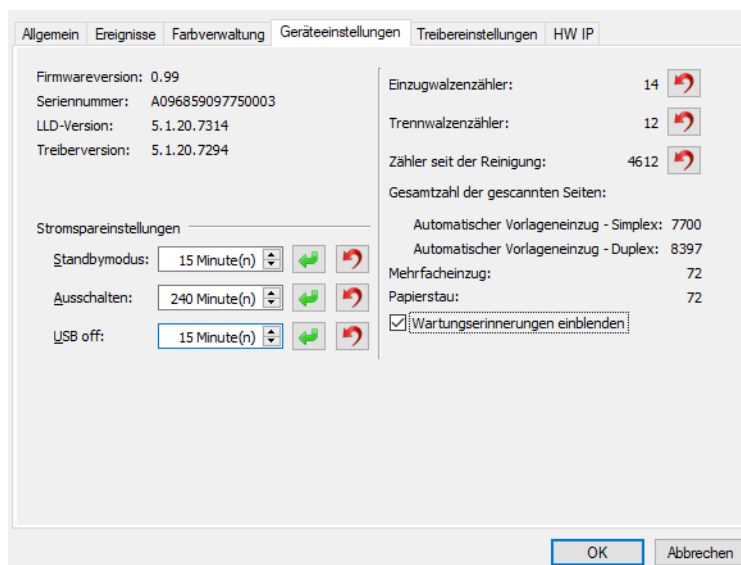 Allgemein Ereignisse Farbverwaltung Geräteeinstellungen Treibereinstellungen HW IP
Firmwareversion: 0.99
Seriennummer: A096859097750003
LLD-Version: 5.1.20.7314
Treiberversion: 5.1.20.7294
Stromspareinstellungen
Standbymodus: 15 Minute(n)
Ausschalten: 240 Minute(n)
USB off: 15 Minute(n)
Einzugwalzenzähler: 14
Trennwalzenzähler: 12
Zähler seit der Reinigung: 4612
Gesamtzahl der gescannten Seiten:
Automatischer Vorlageneinzug - Simplex: 7700
Automatischer Vorlageneinzug - Duplex: 8397
Mehrfacheinzug: 72
Papierstau: 72
Wartungserinnerungen einblenden
OK Abbrechen